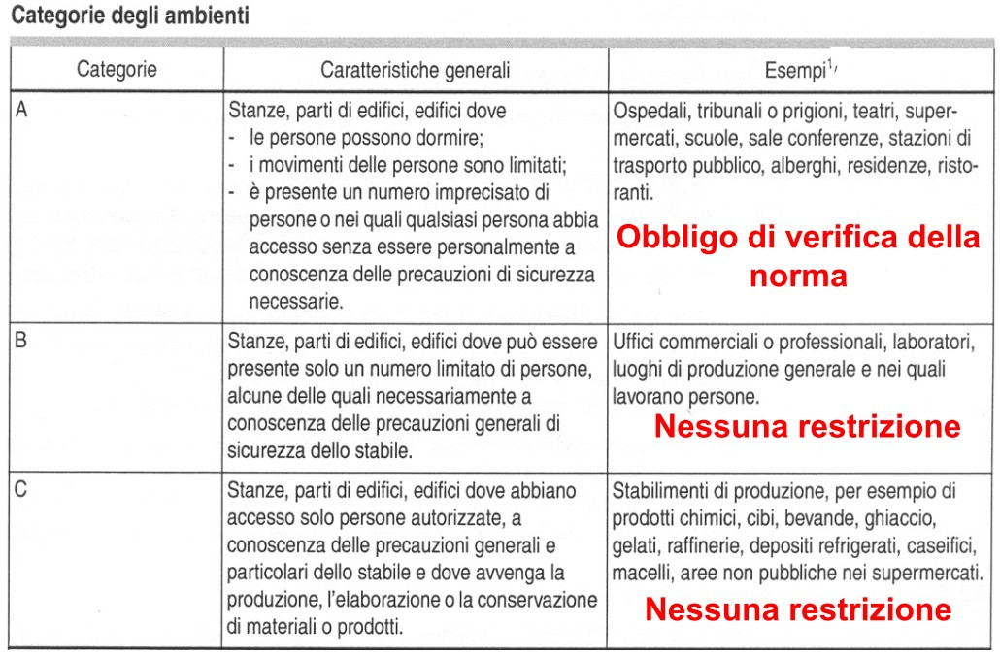 Categorie degli ambienti
Categorie
Caratteristiche generali
Esempi1,
A
Stanze, parti di edifici, edifici dove
- le persone possono dormire;
- i movimenti delle persone sono limitati;
- è presente un numero imprecisato di
persone o nei quali qualsiasi persona abbia
accesso senza essere personalmente a
conoscenza delle precauzioni di sicurezza
necessarie.
Ospedali, tribunali o prigioni, teatri, super-
mercati, scuole, sale conferenze, stazioni di
trasporto pubblico, alberghi, residenze, risto-
ranti.
Obbligo di verifica della
norma
B
Stanze, parti di edifici, edifici dove può essere
presente solo un numero limitato di persone,
alcune delle quali necessariamente a
conoscenza delle precauzioni generali di
sicurezza dello stabile.
Uffici commerciali o professionali, laboratori,
luoghi di produzione generale e nei quali
lavorano persone.
Nessuna restrizione
C
Stanze, parti di edifici, edifici dove abbiano
accesso solo persone autorizzate, a
conoscenza delle precauzioni generali e
particolari dello stabile e dove avvenga la
produzione, l'elaborazione o la conservazione
di materiali o prodotti.
Stabilimenti di produzione, per esempio di
prodotti chimici, cibi, bevande, ghiaccio,
gelati, raffinerie, depositi refrigerati, caseifici,
macelli, aree non pubbliche nei supermercati.
Nessuna restrizione